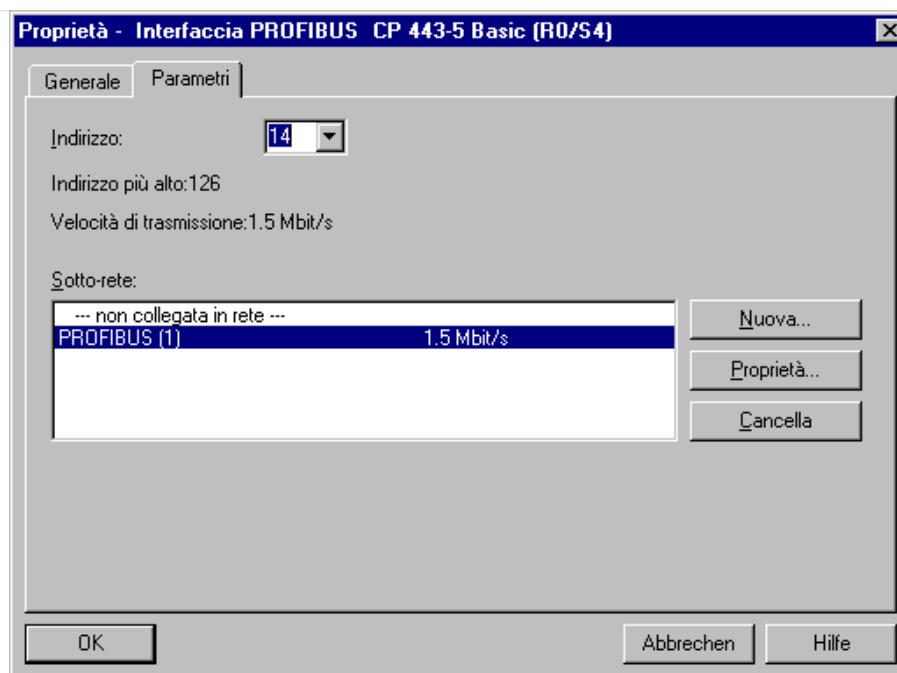 Proprietà - Interfaccia PROFIBUS CP 443-5 Basic (R0/S4)
Generale Parametri
Indirizzo: 14
Indirizzo più alto:126
Velocità di trasmissione:1.5 Mbit/s
Sotto-rete:
--- non collegata in rete ---
PROFIBUS (1) 1.5 Mbit/s
Nuova...
Proprietà...
Cancella
OK Abbrechen Hilfe